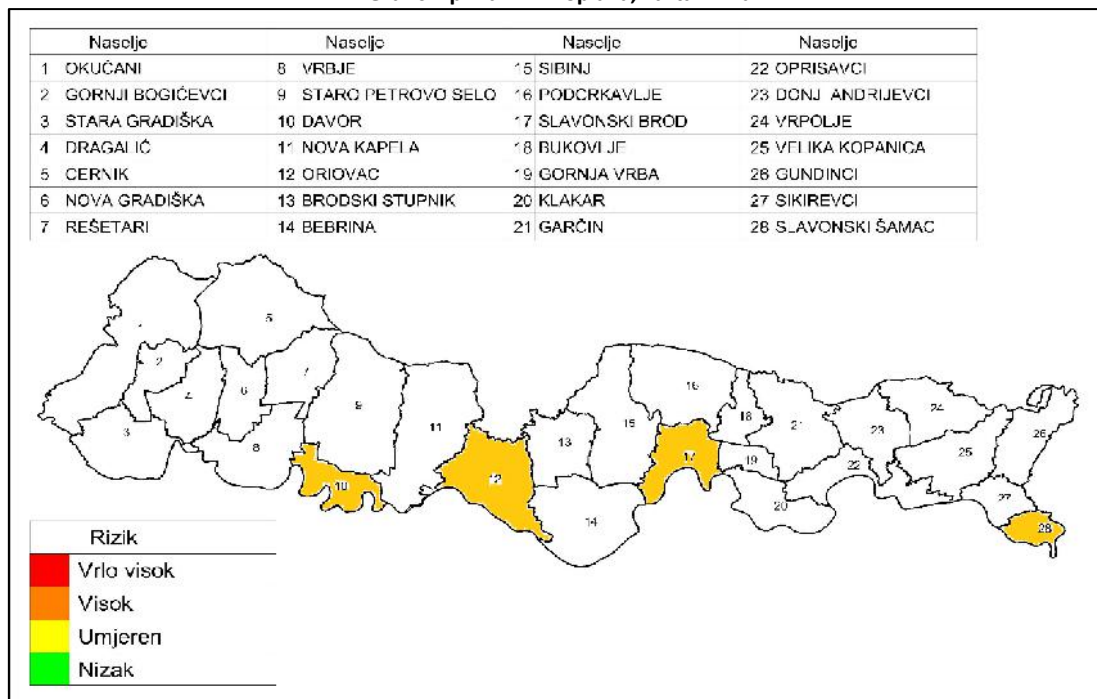 Naselje Naselje Naselje Naselje
1 OKUČANI 8 VRBJE 15 SIBINJ 22 OPRISAVCI
2 GORNJI BOGIĆEVCI 9 STARO PETROVO SELO 16 PODCRKAVLJE 23 DONJI ANDRIJEVCI
3 STARA GRADIŠKA 10 DAVOR 17 SLAVONSKI BROD 24 VRPOLJE
4 DRAGALIĆ 11 NOVA KAPELA 18 BUKOVLJE 25 VELIKA KOPANICA
5 CERNIK 12 ORIOVAC 19 GORNJA VRBA 26 GUNDINCI
6 NOVA GRADIŠKA 13 BRODSKI STUPNIK 20 KLAKAR 27 SIKIREVCI
7 REŠETARI 14 BEBRINA 21 GARČIN 28 SLAVONSKI ŠAMAC
5
2
7
4
6
3
8
9
10
11
12
13
14
15
16
17
18
19
20
21
22
23
24
25
26
27
28
Rizik
Vrlo visok
Visok
Umjeren
Nizak